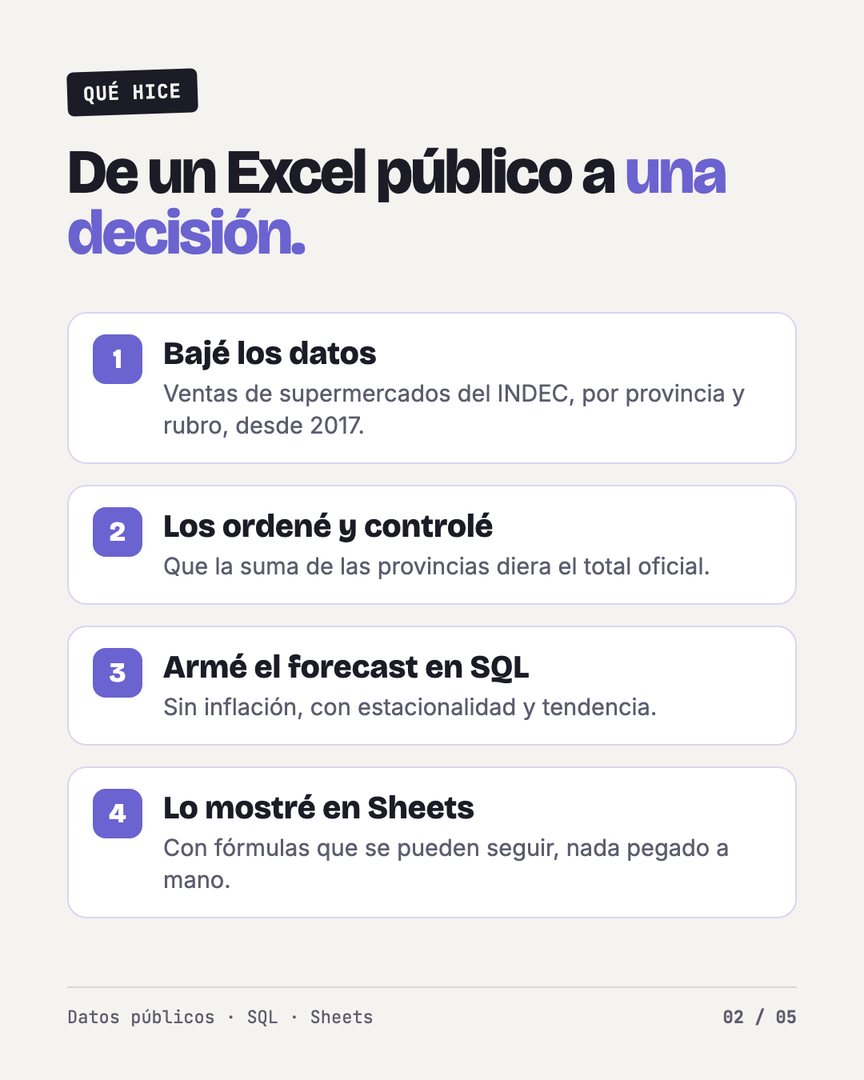 QUÉ HICE
De un Excel público a una
decisión.
1
Bajé los datos
Ventas de supermercados del INDEC, por provincia y
rubro, desde 2017.
2
Los ordené y controlé
Que la suma de las provincias diera el total oficial.
3
Armé el forecast en SQL
Sin inflación, con estacionalidad y tendencia.
4
Lo mostré en Sheets
Con fórmulas que se pueden seguir, nada pegado a
mano.
Datos públicos · SQL · Sheets
02 / 05